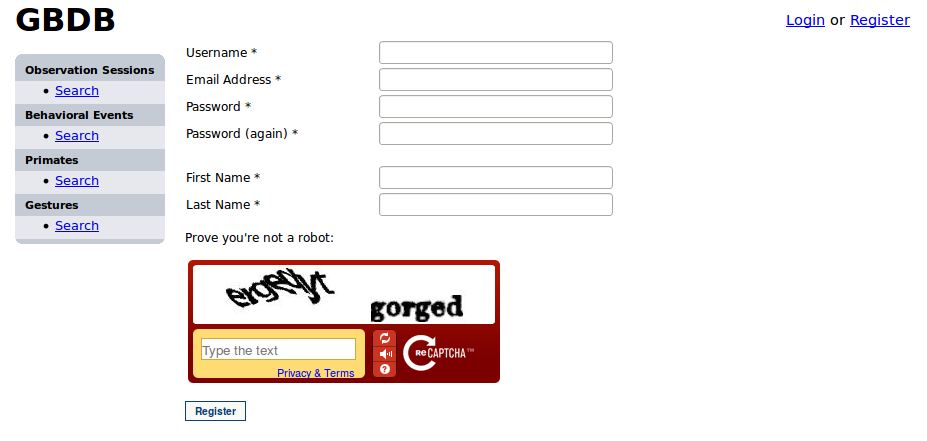 GBDB
Login or Register
Observation Sessions
Search
Behavioral Events
Search
Primates
Search
Gestures
Search
Username *
Email Address *
Password *
Password (again) *
First Name *
Last Name *
Prove you're not a robot:
gorged
Type the text
Privacy & Terms
reCAPTCHA™
Register